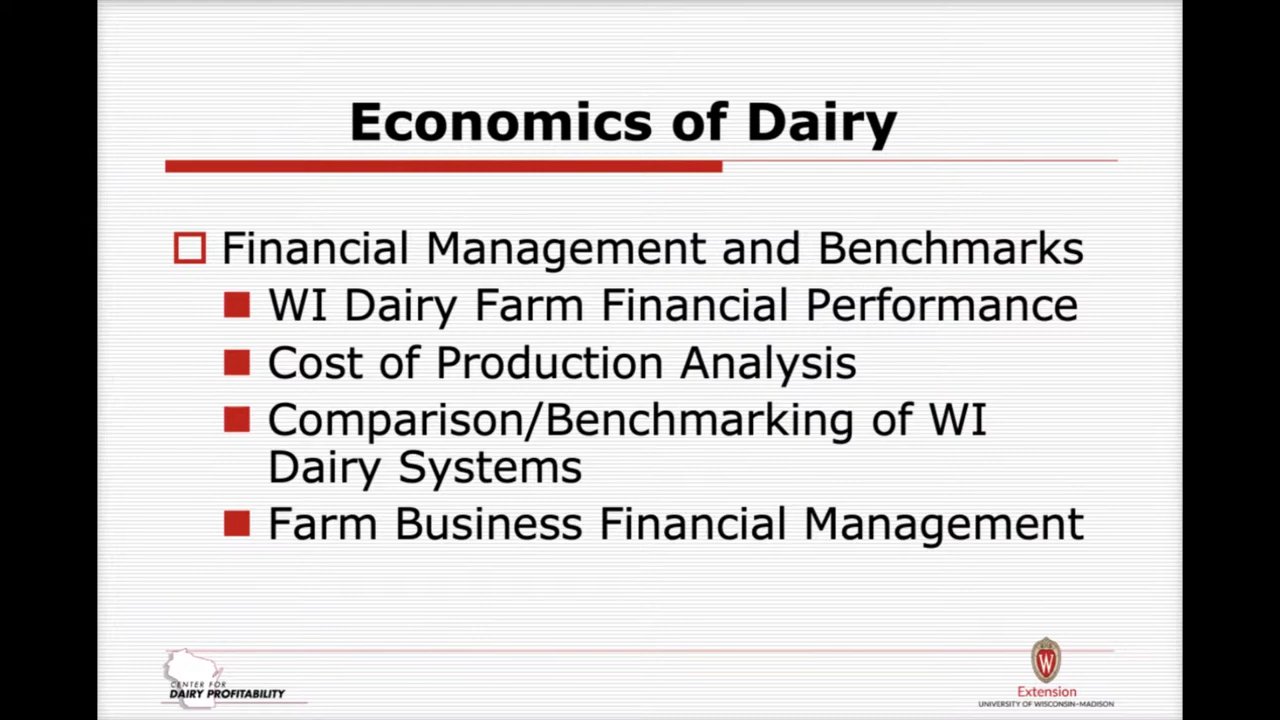 Economics of Dairy
Financial Management and Benchmarks
WI Dairy Farm Financial Performance
Cost of Production Analysis
Comparison/Benchmarking of WI
Dairy Systems
Farm Business Financial Management
CENTER FOR
DAIRY PROFITABILITY
W
Extension
UNIVERSITY OF WISCONSIN–MADISON